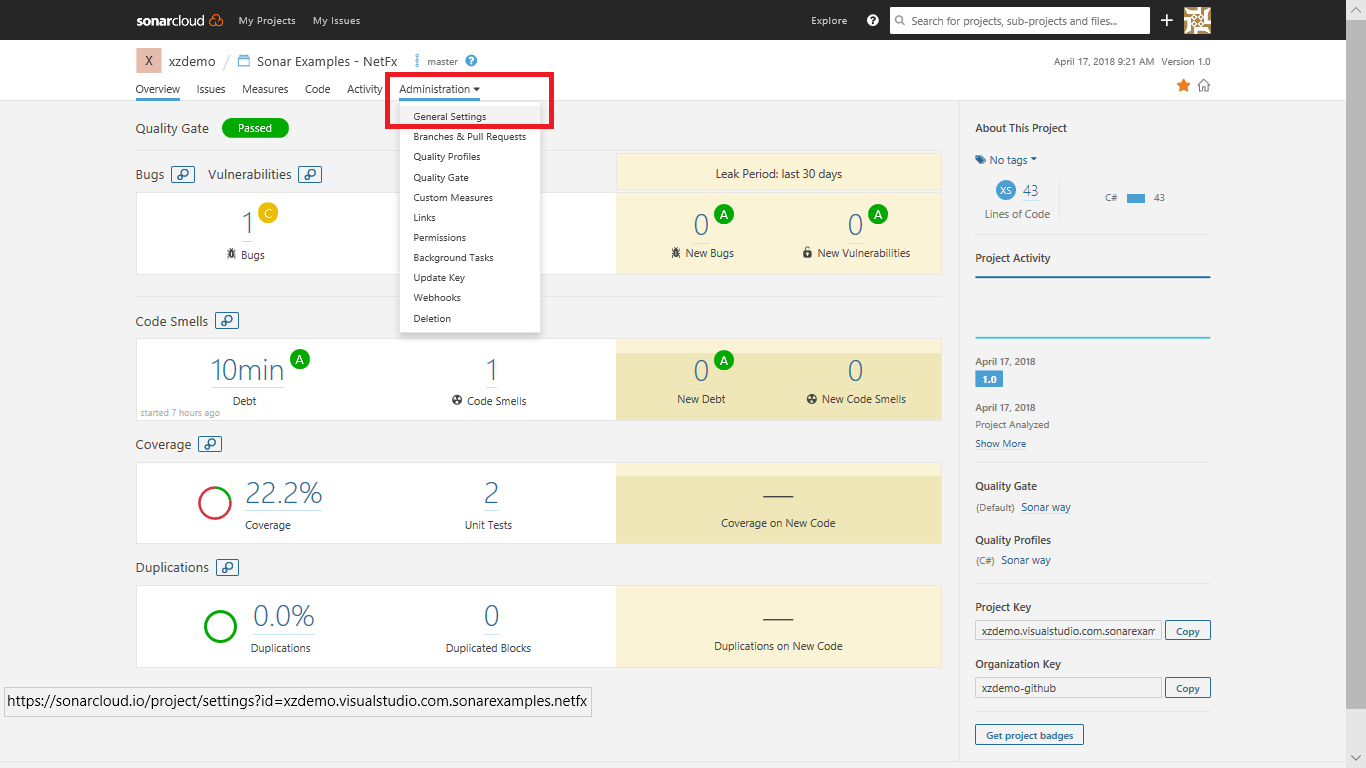 sonarcloud My Projects My Issues Explore Search for projects, sub-projects and files...
X xzdemo / Sonar Examples - NetFx master April 17, 2018 9:21 AM Version 1.0
Overview Issues Measures Code Activity Administration
General Settings
Branches & Pull Requests
Quality Profiles
Quality Gate
Custom Measures
Links
Permissions
Background Tasks
Update Key
Webhooks
Deletion
Quality Gate Passed
Bugs Vulnerabilities
Leak Period: last 30 days
1 C
Bugs
0 A
New Bugs
0 A
New Vulnerabilities
Code Smells
10min A
Debt
started 7 hours ago
1
Code Smells
0 A
New Debt
0
New Code Smells
Coverage
22.2%
Coverage
2
Unit Tests
Coverage on New Code
Duplications
0.0%
Duplications
0
Duplicated Blocks
Duplications on New Code
About This Project
No tags
XS 43
Lines of Code
C# 43
Project Activity
April 17, 2018
1.0
April 17, 2018
Project Analyzed
Show More
Quality Gate
(Default) Sonar way
Quality Profiles
(C#) Sonar way
Project Key
xzdemo.visualstudio.com.sonarexam Copy
Organization Key
xzdemo-github Copy
Get project badges
https://sonarcloud.io/project/settings?id=xzdemo.visualstudio.com.sonarexamples.netfx